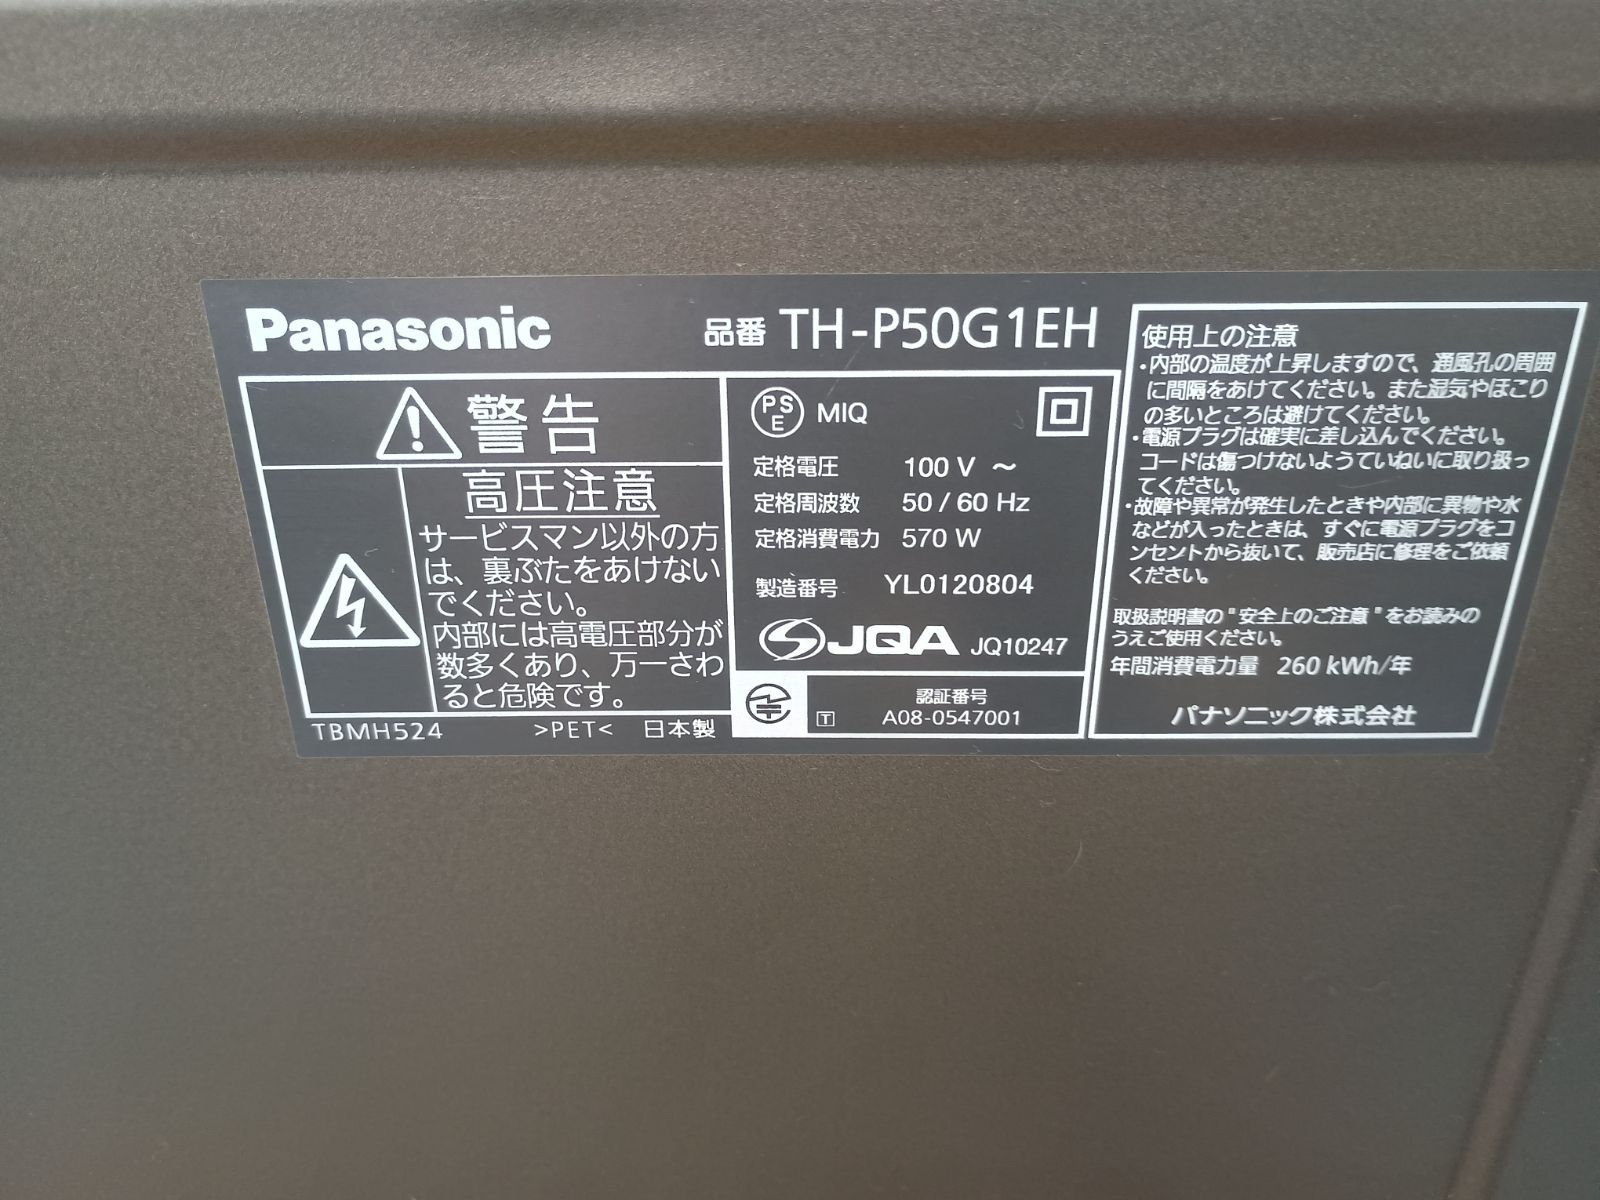 Panasonic
品番 TH-P50G1EH
警告
高圧注意
サービスマン以外の方
は、裏ぶたをあけない
でください。
内部には高電圧部分が
数多くあり、万一さわ
ると危険です。
TBMH524 >PET< 日本製
PSE MIQ
定格電圧 100 V ～
定格周波数 50 / 60 Hz
定格消費電力 570 W
製造番号 YL0120804
JQA JQ10247
認証番号
T A08-0547001
使用上の注意
・内部の温度が上昇しますので、通風孔の周囲
に間隔をあけてください。また湿気やほこり
の多いところは避けてください。
・電源プラグは確実に差し込んでください。
コードは傷つけないようていねいに取り扱っ
てください。
・故障や異常が発生したときや内部に異物や水
などが入ったときは、すぐに電源プラグをコ
ンセントから抜いて、販売店に修理をご依頼
ください。
取扱説明書の"安全上のご注意"をお読みの
うえご使用ください。
年間消費電力量 260 kWh/年
パナソニック株式会社